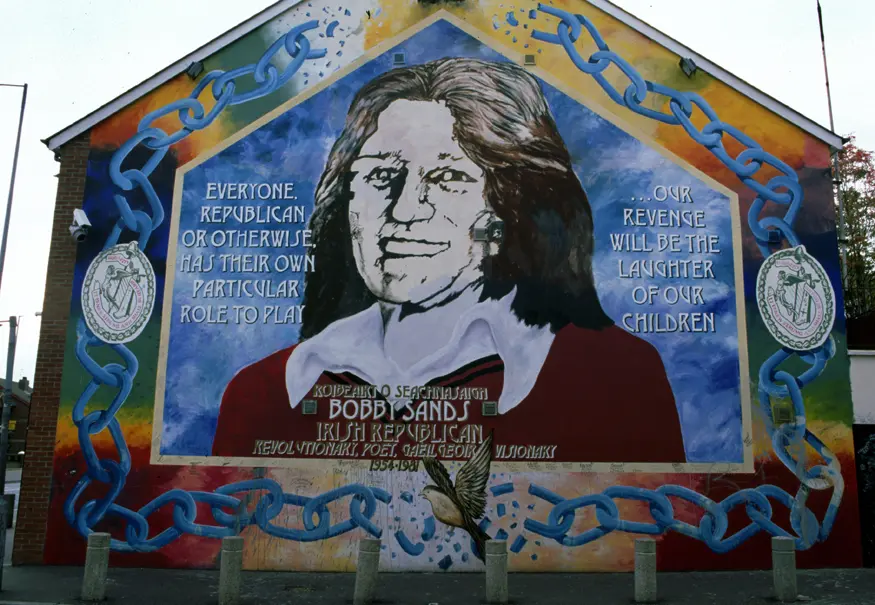 EVERYONE,
REPUBLICAN
OR OTHERWISE,
HAS THEIR OWN
PARTICULAR
ROLE TO PLAY
...OUR
REVENGE
WILL BE THE
LAUGHTER
OF OUR
CHILDREN
ROIBEAIRD O SEACHNASAIGH
BOBBY SANDS
IRISH REPUBLICAN
REVOLUTIONARY, POET, GAEILGEOIR, VISIONARY
1954-1981